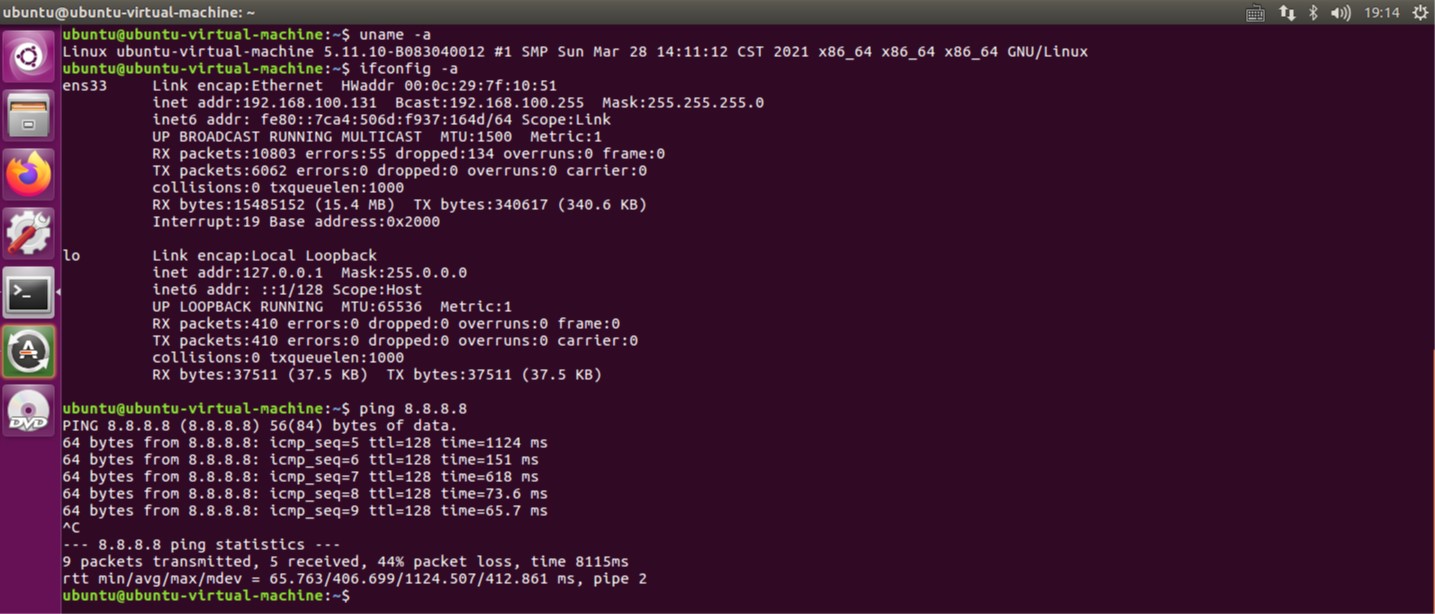 ubuntu@ubuntu-virtual-machine: ~
19:14
ubuntu@ubuntu-virtual-machine:~$ uname -a
Linux ubuntu-virtual-machine 5.11.10-B083040012 #1 SMP Sun Mar 28 14:11:12 CST 2021 x86_64 x86_64 x86_64 GNU/Linux
ubuntu@ubuntu-virtual-machine:~$ ifconfig -a
ens33     Link encap:Ethernet  HWaddr 00:0c:29:7f:10:51
          inet addr:192.168.100.131  Bcast:192.168.100.255  Mask:255.255.255.0
          inet6 addr: fe80::7ca4:506d:f937:164d/64 Scope:Link
          UP BROADCAST RUNNING MULTICAST  MTU:1500  Metric:1
          RX packets:10803 errors:55 dropped:134 overruns:0 frame:0
          TX packets:6062 errors:0 dropped:0 overruns:0 carrier:0
          collisions:0 txqueuelen:1000
          RX bytes:15485152 (15.4 MB)  TX bytes:340617 (340.6 KB)
          Interrupt:19 Base address:0x2000
lo        Link encap:Local Loopback
          inet addr:127.0.0.1  Mask:255.0.0.0
          inet6 addr: ::1/128 Scope:Host
          UP LOOPBACK RUNNING  MTU:65536  Metric:1
          RX packets:410 errors:0 dropped:0 overruns:0 frame:0
          TX packets:410 errors:0 dropped:0 overruns:0 carrier:0
          collisions:0 txqueuelen:1000
          RX bytes:37511 (37.5 KB)  TX bytes:37511 (37.5 KB)
ubuntu@ubuntu-virtual-machine:~$ ping 8.8.8.8
PING 8.8.8.8 (8.8.8.8) 56(84) bytes of data.
64 bytes from 8.8.8.8: icmp_seq=5 ttl=128 time=1124 ms
64 bytes from 8.8.8.8: icmp_seq=6 ttl=128 time=151 ms
64 bytes from 8.8.8.8: icmp_seq=7 ttl=128 time=618 ms
64 bytes from 8.8.8.8: icmp_seq=8 ttl=128 time=73.6 ms
64 bytes from 8.8.8.8: icmp_seq=9 ttl=128 time=65.7 ms
^C
--- 8.8.8.8 ping statistics ---
9 packets transmitted, 5 received, 44% packet loss, time 8115ms
rtt min/avg/max/mdev = 65.763/406.699/1124.507/412.861 ms, pipe 2
ubuntu@ubuntu-virtual-machine:~$
>_
A
DVD